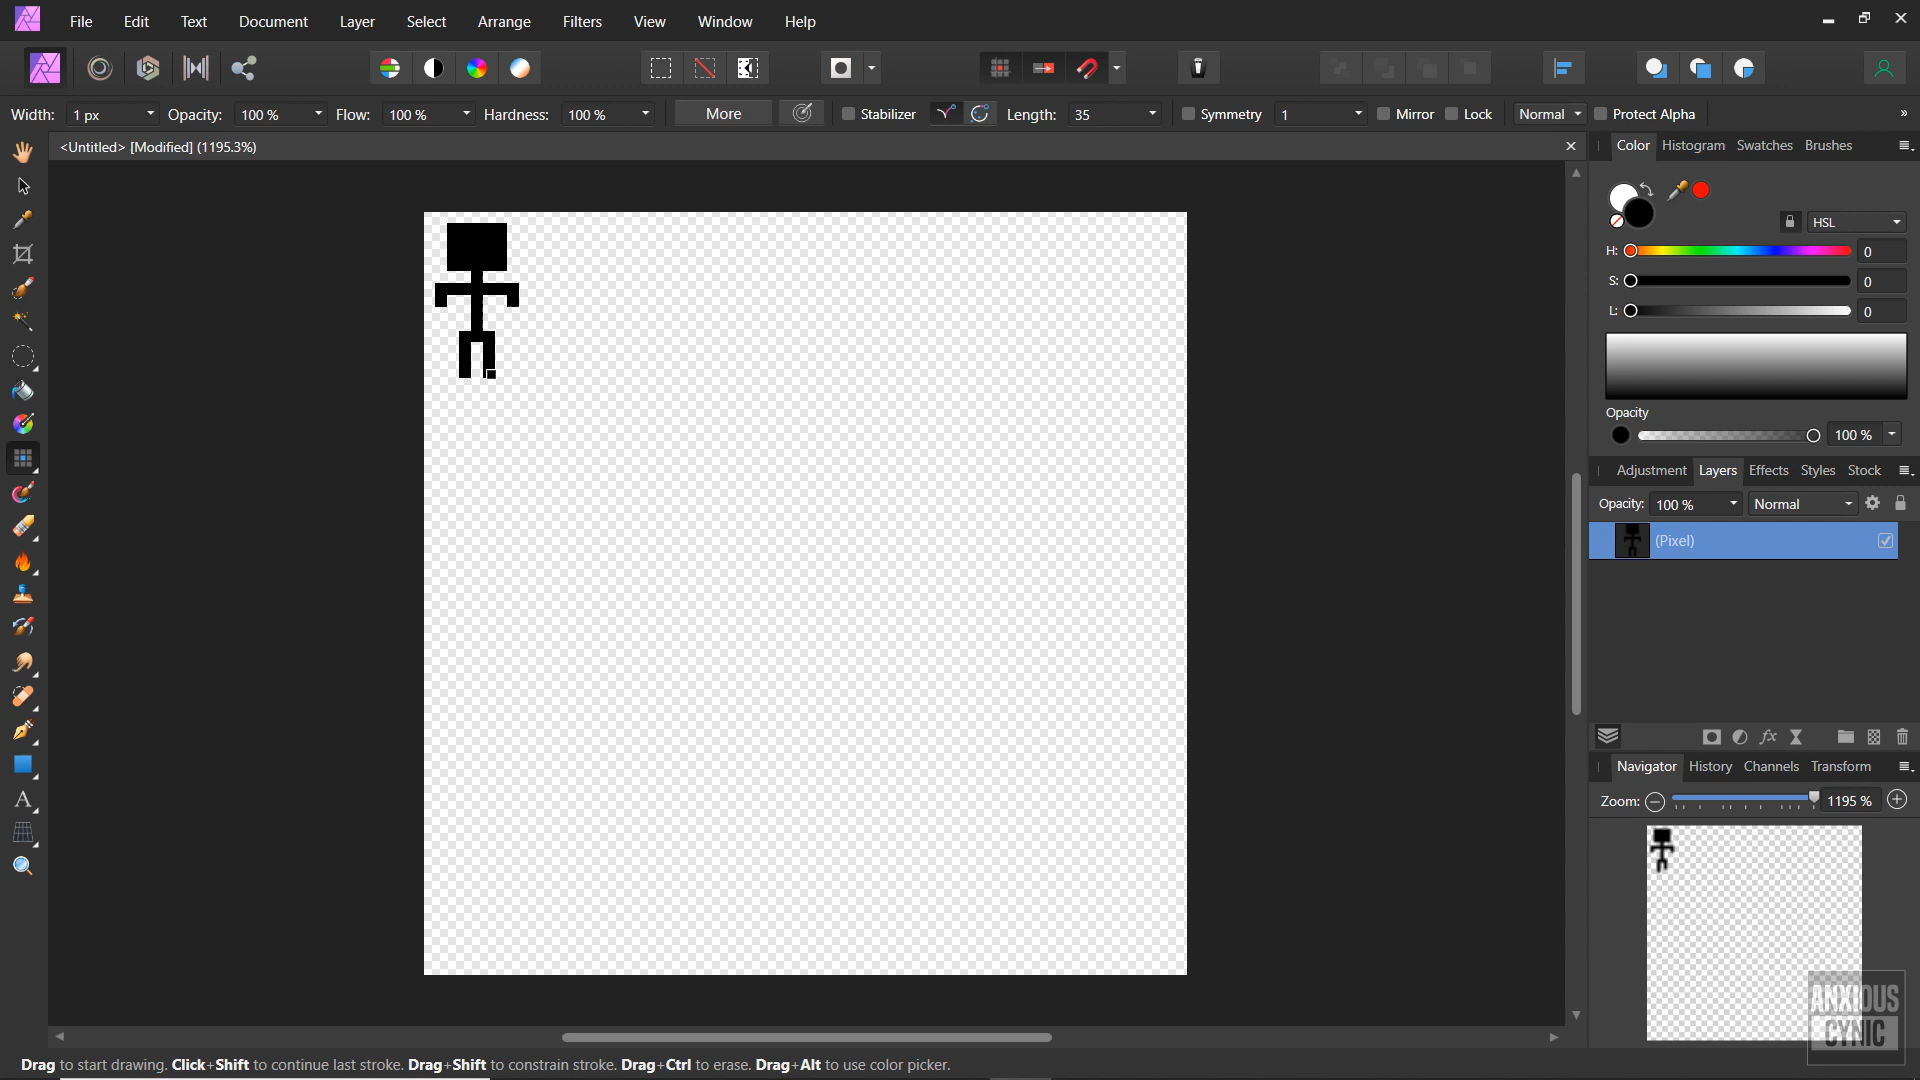 File Edit Text Document Layer Select Arrange Filters View Window Help
Width: 1 px Opacity: 100 % Flow: 100 % Hardness: 100 % More Stabilizer Length: 35 Symmetry 1 Mirror Lock Normal Protect Alpha »
<Untitled> [Modified] (1195.3%)
Color Histogram Swatches Brushes
HSL
H: 0
S: 0
L: 0
Opacity
100 %
Adjustment Layers Effects Styles Stock
Opacity: 100 % Normal
(Pixel)
fx
Navigator History Channels Transform
Zoom: 1195 %
ANXIOUS
CYNIC
Drag to start drawing. Click+Shift to continue last stroke. Drag+Shift to constrain stroke. Drag+Ctrl to erase. Drag+Alt to use color picker.